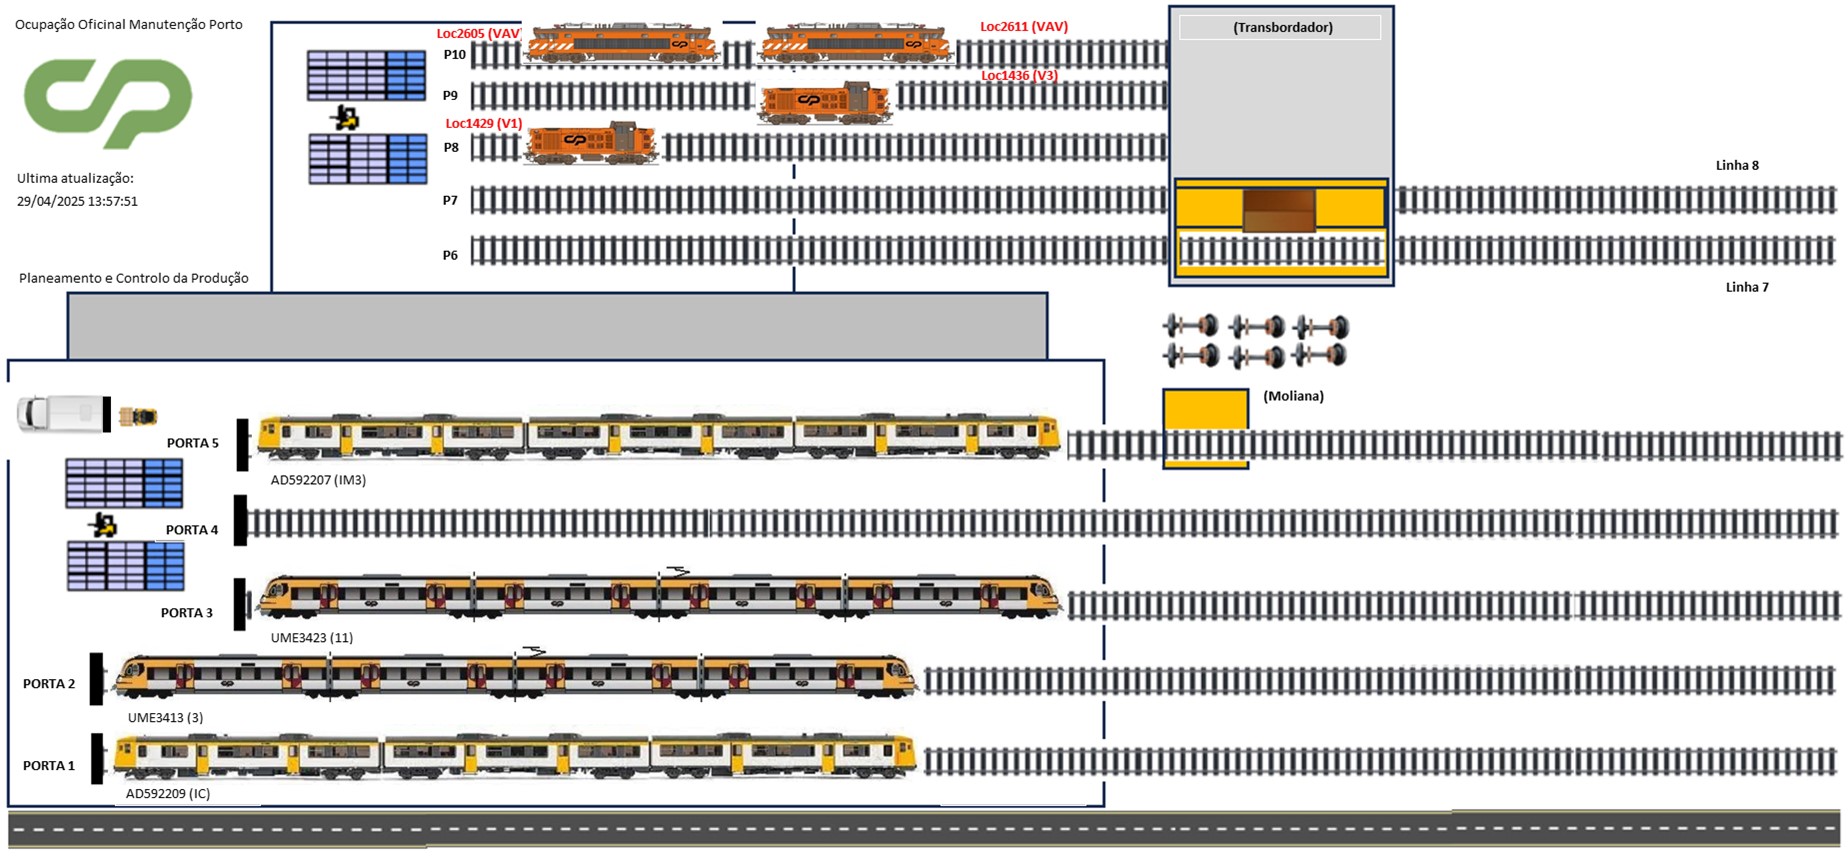 Ocupação Oficinal Manutenção Porto
Loc2605 (VAV)
Loc2611 (VAV)
(Transbordador)
P10
Loc1436 (V3)
P9
Loc1429 (V1)
P8
Linha 8
Ultima atualização:
29/04/2025 13:57:51
P7
P6
Planeamento e Controlo da Produção
Linha 7
(Moliana)
PORTA 5
AD592207 (IM3)
PORTA 4
PORTA 3
UME3423 (11)
PORTA 2
UME3413 (3)
PORTA 1
AD592209 (IC)